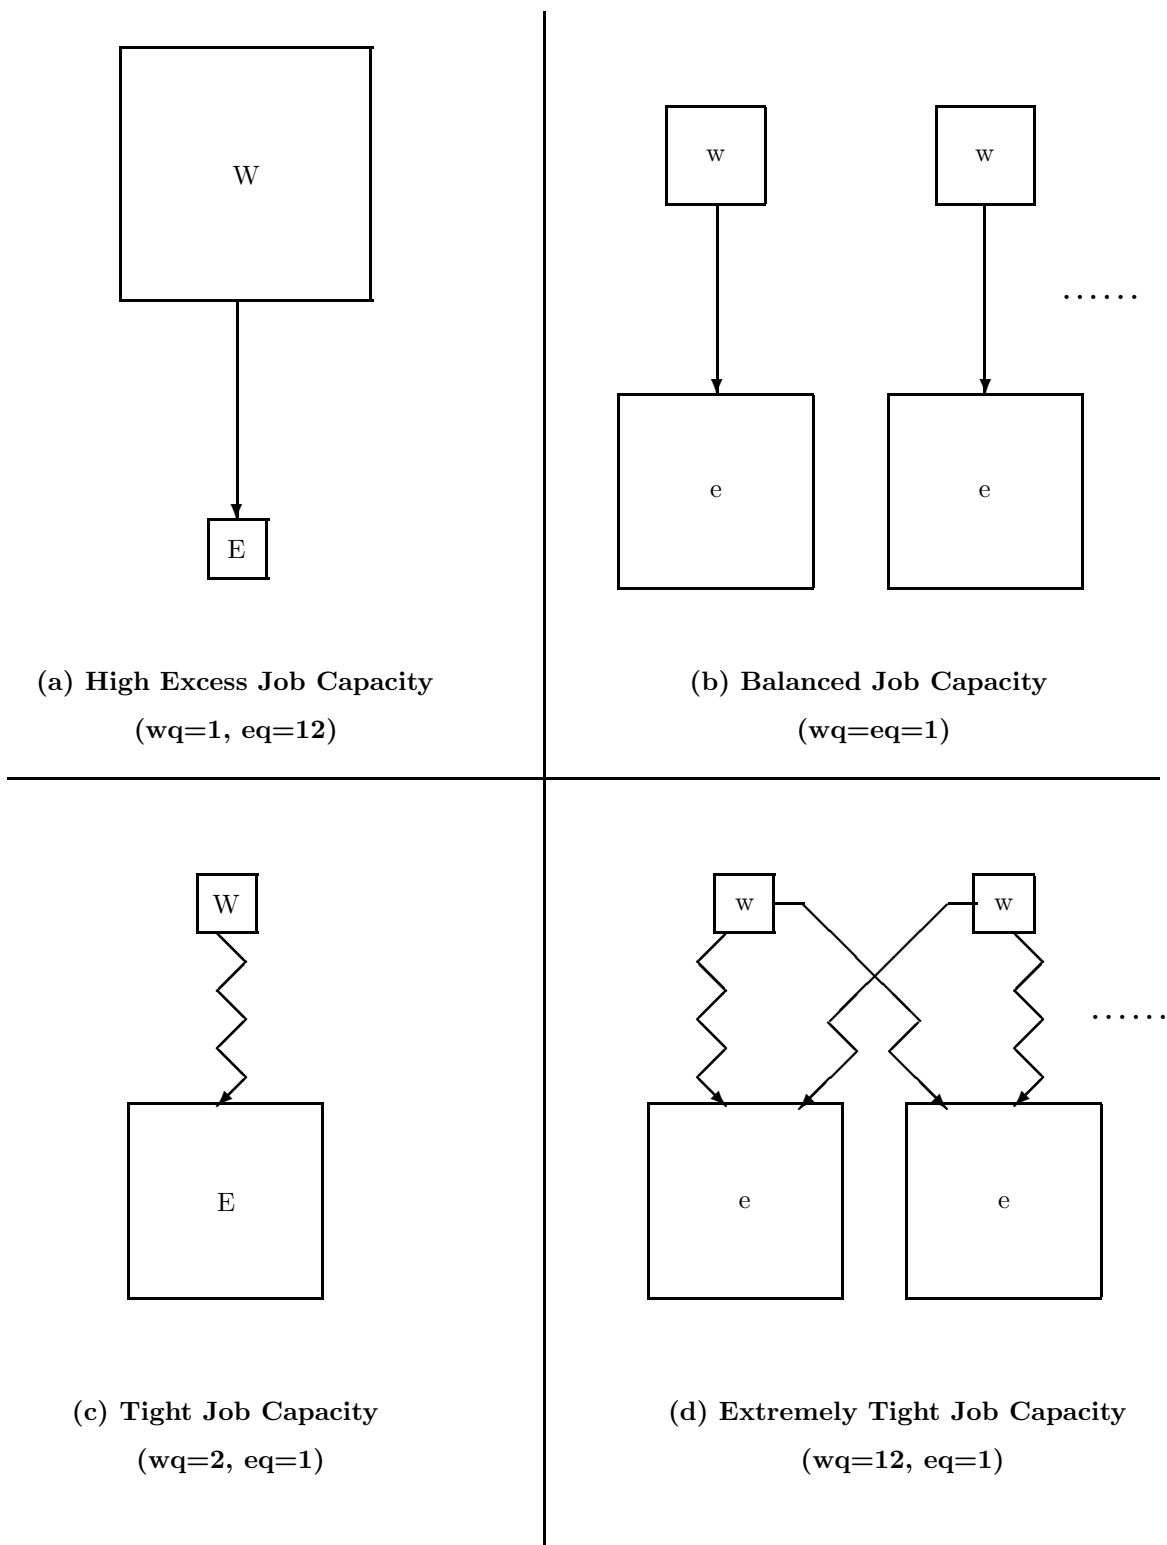 W
E
(a) High Excess Job Capacity
(wq=1, eq=12)
w w
......
e e
(b) Balanced Job Capacity
(wq=eq=1)
W
E
(c) Tight Job Capacity
(wq=2, eq=1)
w w
......
e e
(d) Extremely Tight Job Capacity
(wq=12, eq=1)